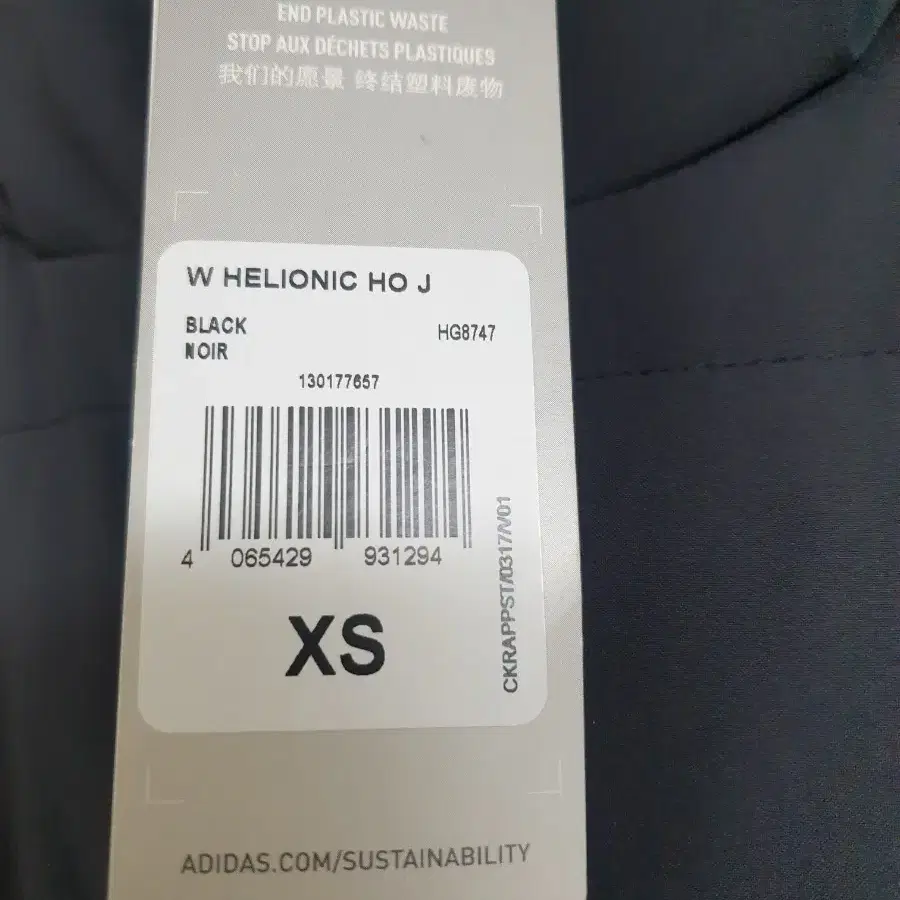 END PLASTIC WASTE
STOP AUX DÉCHETS PLASTIQUES
我们的愿景 终结塑料废物
W HELIONIC HO J
BLACK
NOIR
HG8747
130177657
4 065429 931294
CKRAPPST/0317/V/01
XS
ADIDAS.COM/SUSTAINABILITY